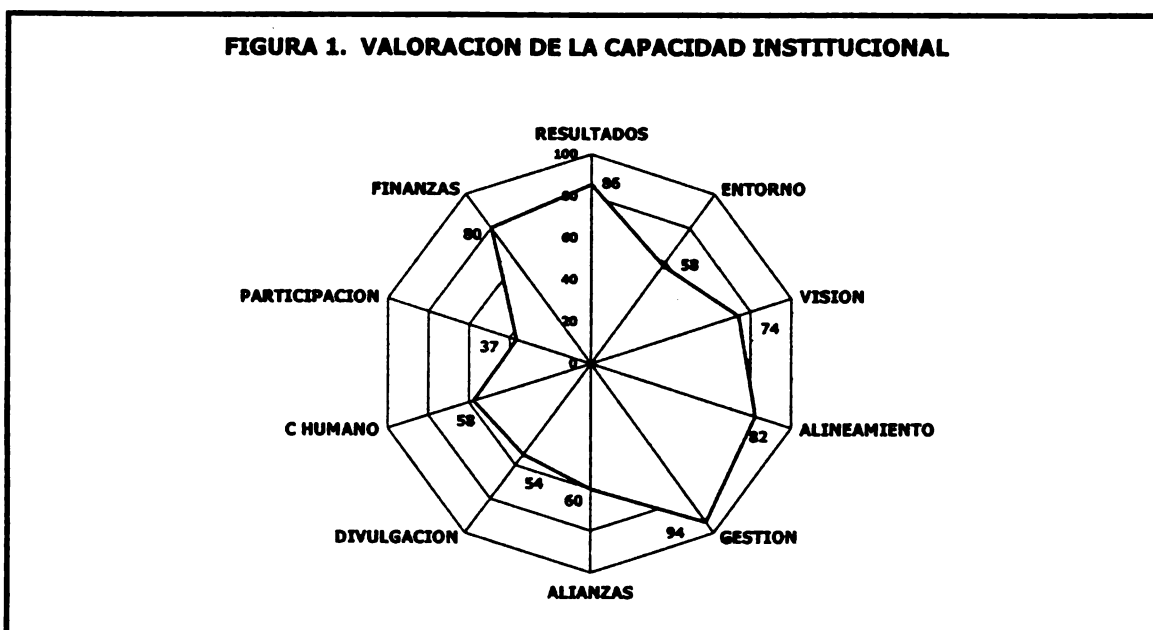 FIGURA 1. VALORACION DE LA CAPACIDAD INSTITUCIONAL
RESULTADOS
100
86
80
60
40
20
0
ENTORNO
58
VISION
74
ALINEAMIENTO
82
GESTION
94
ALIANZAS
60
DIVULGACION
54
C HUMANO
58
PARTICIPACION
37
FINANZAS
80